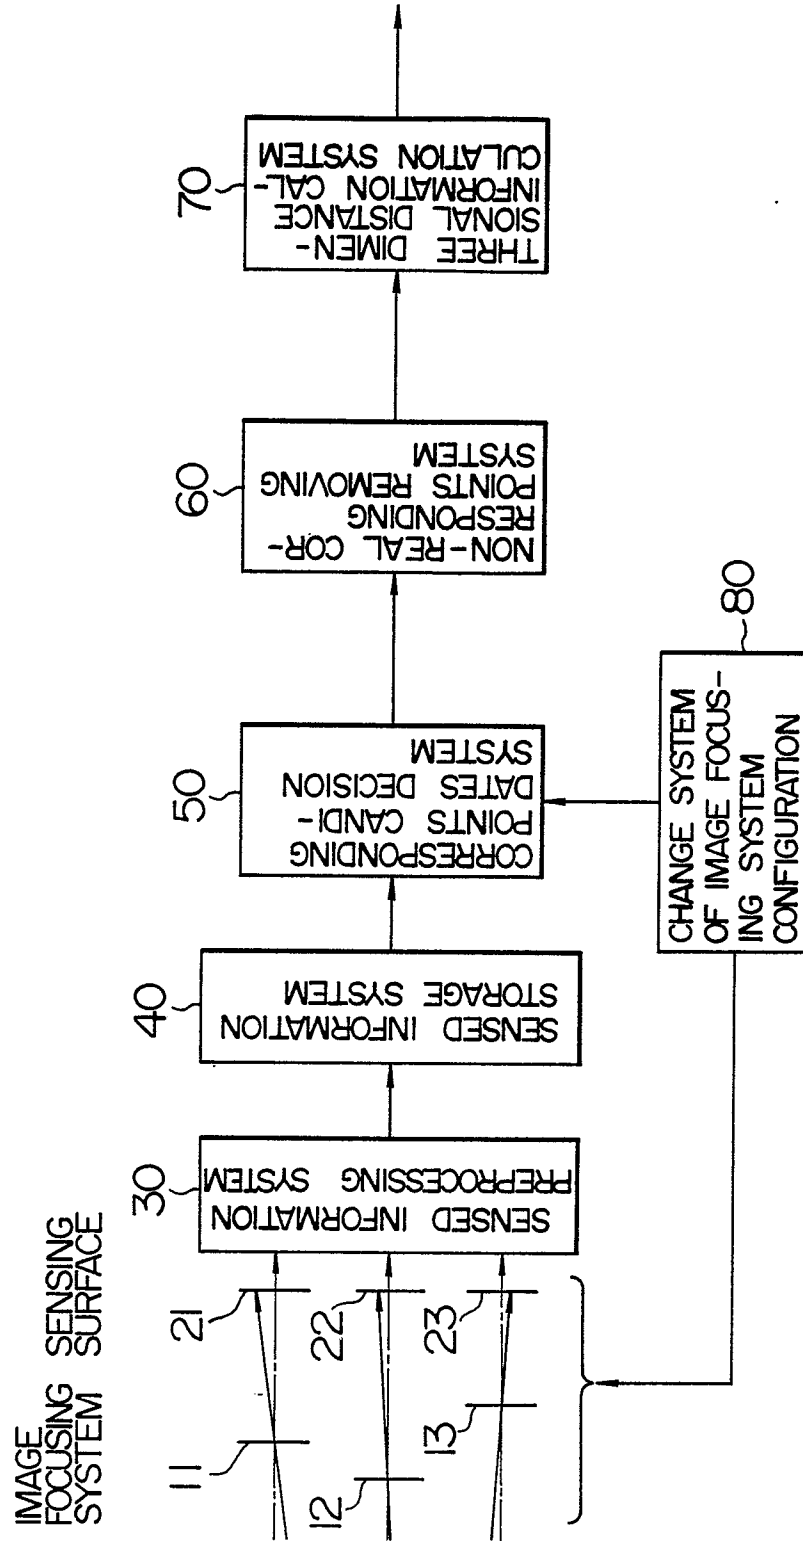 IMAGE
FOCUSING
SYSTEM
SENSING
SURFACE
11
12
13
21
22
23
30
SENSED INFORMATION
PREPROCESSING SYSTEM
40
SENSED INFORMATION
STORAGE SYSTEM
50
CORRESPONDING
POINTS CANDI-
DATES DECISION
SYSTEM
60
NON-REAL COR-
RESPONDING
POINTS REMOVING
SYSTEM
70
THREE DIMEN-
SIONAL DISTANCE
INFORMATION CAL-
CULATION SYSTEM
80
CHANGE SYSTEM
OF IMAGE FOCUS-
ING SYSTEM
CONFIGURATION